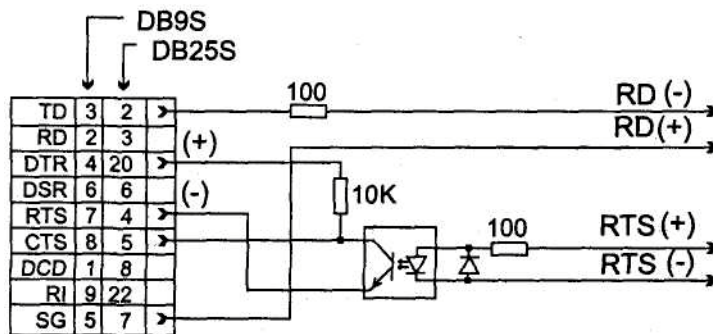 DB9S
DB25S
TD 3 2
RD 2 3
DTR 4 20
DSR 6 6
RTS 7 4
CTS 8 5
DCD 1 8
RI 9 22
SG 5 7
(+)
(-)
100
10K
100
RD (-)
RD (+)
RTS (+)
RTS (-)